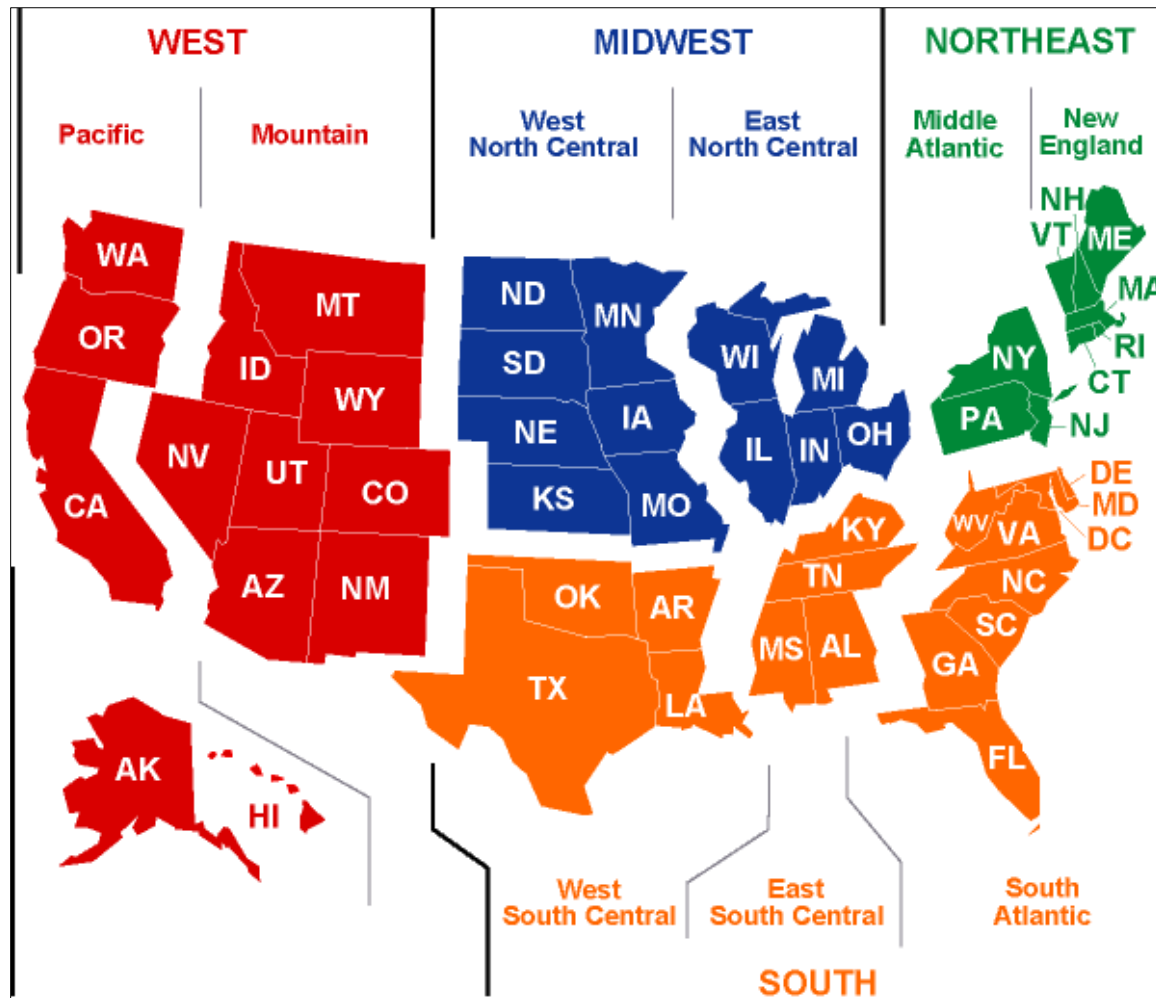 WEST
MIDWEST
NORTHEAST
Pacific
Mountain
West
North Central
East
North Central
Middle
Atlantic
New
England
NH
VT
ME
MA
RI
CT
NJ
NY
PA
WA
OR
CA
MT
ID
WY
NV
UT
CO
AZ
NM
AK
HI
ND
MN
SD
IA
NE
KS
MO
WI
MI
IL
IN
OH
DE
MD
DC
WV
VA
NC
SC
GA
FL
KY
TN
MS
AL
OK
AR
TX
LA
West
South Central
East
South Central
South
Atlantic
SOUTH